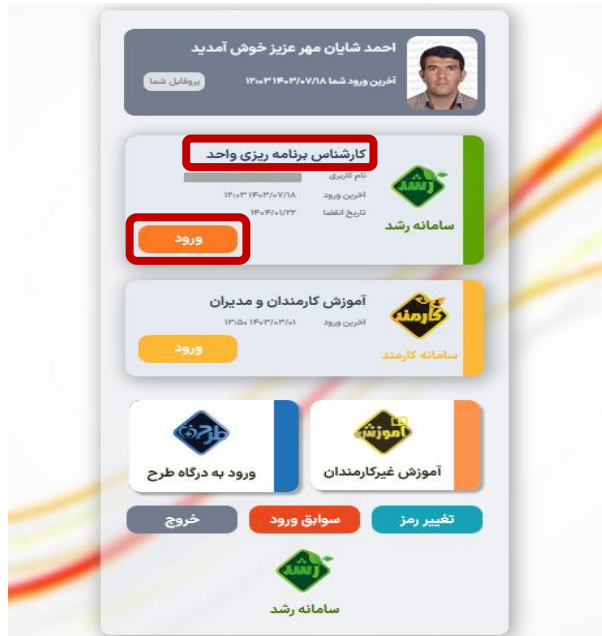 احمد شایان مهر عزیز خوش آمدید
آخرین ورود شما ۱۴۰۳/۰۷/۱۸ ۱۲:۰۳
پروفایل شما
کارشناس برنامه ریزی واحد
نام کاربری
آخرین ورود ۱۴۰۳/۰۷/۱۸ ۱۲:۰۳
تاریخ انقضا ۱۴۰۴/۰۱/۲۲
ورود
رشد
سامانه رشد
آموزش کارمندان و مدیران
آخرین ورود ۱۴۰۳/۰۳/۰۱ ۱۳:۵۰
ورود
کارمند
سامانه کارمند
آموزش
آموزش غیرکارمندان
طرح
ورود به درگاه طرح
تغییر رمز
سوابق ورود
خروج
رشد
سامانه رشد